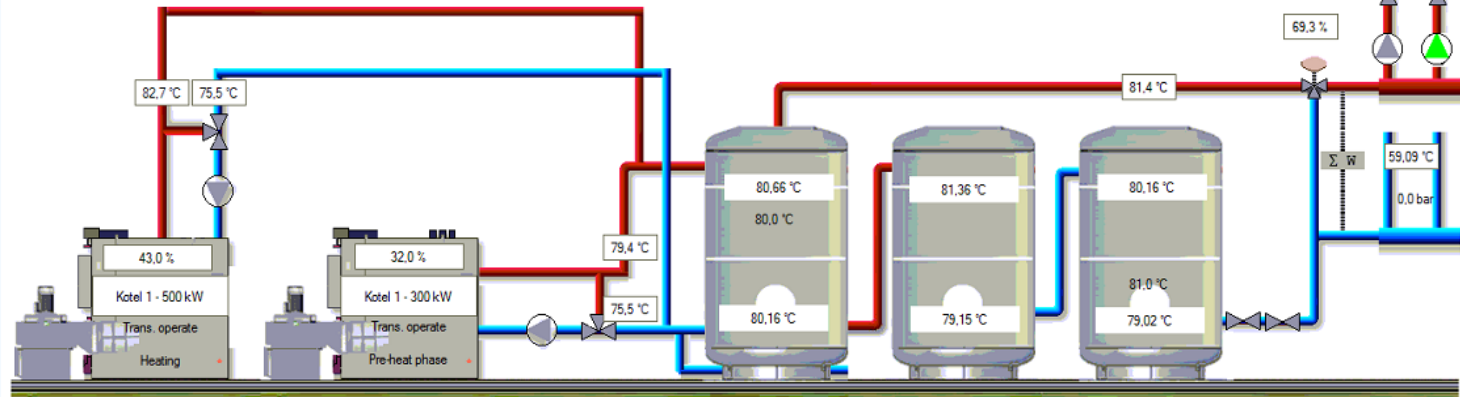 69,3 %
82,7 °C
75,5 °C
81,4 °C
Σ W
59,09 °C
80,66 °C
81,36 °C
80,16 °C
0,0 bar
80,0 °C
79,4 °C
43,0 %
32,0 %
81,0 °C
Kotel 1 - 500 kW
Kotel 1 - 300 kW
75,5 °C
80,16 °C
79,15 °C
79,02 °C
Trans. operate
Trans. operate
Heating
Pre-heat phase